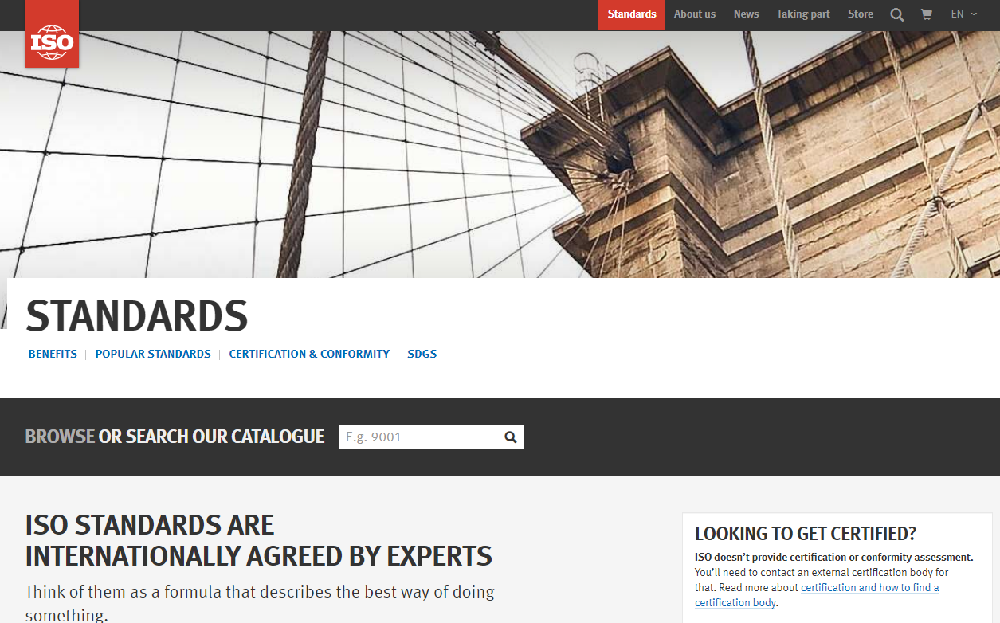 ISO
Standards About us News Taking part Store EN
STANDARDS
BENEFITS POPULAR STANDARDS CERTIFICATION & CONFORMITY SDGS
BROWSE OR SEARCH OUR CATALOGUE E.g. 9001
ISO STANDARDS ARE
INTERNATIONALLY AGREED BY EXPERTS
Think of them as a formula that describes the best way of doing
something.
LOOKING TO GET CERTIFIED?
ISO doesn’t provide certification or conformity assessment.
You’ll need to contact an external certification body for
that. Read more about certification and how to find a
certification body.